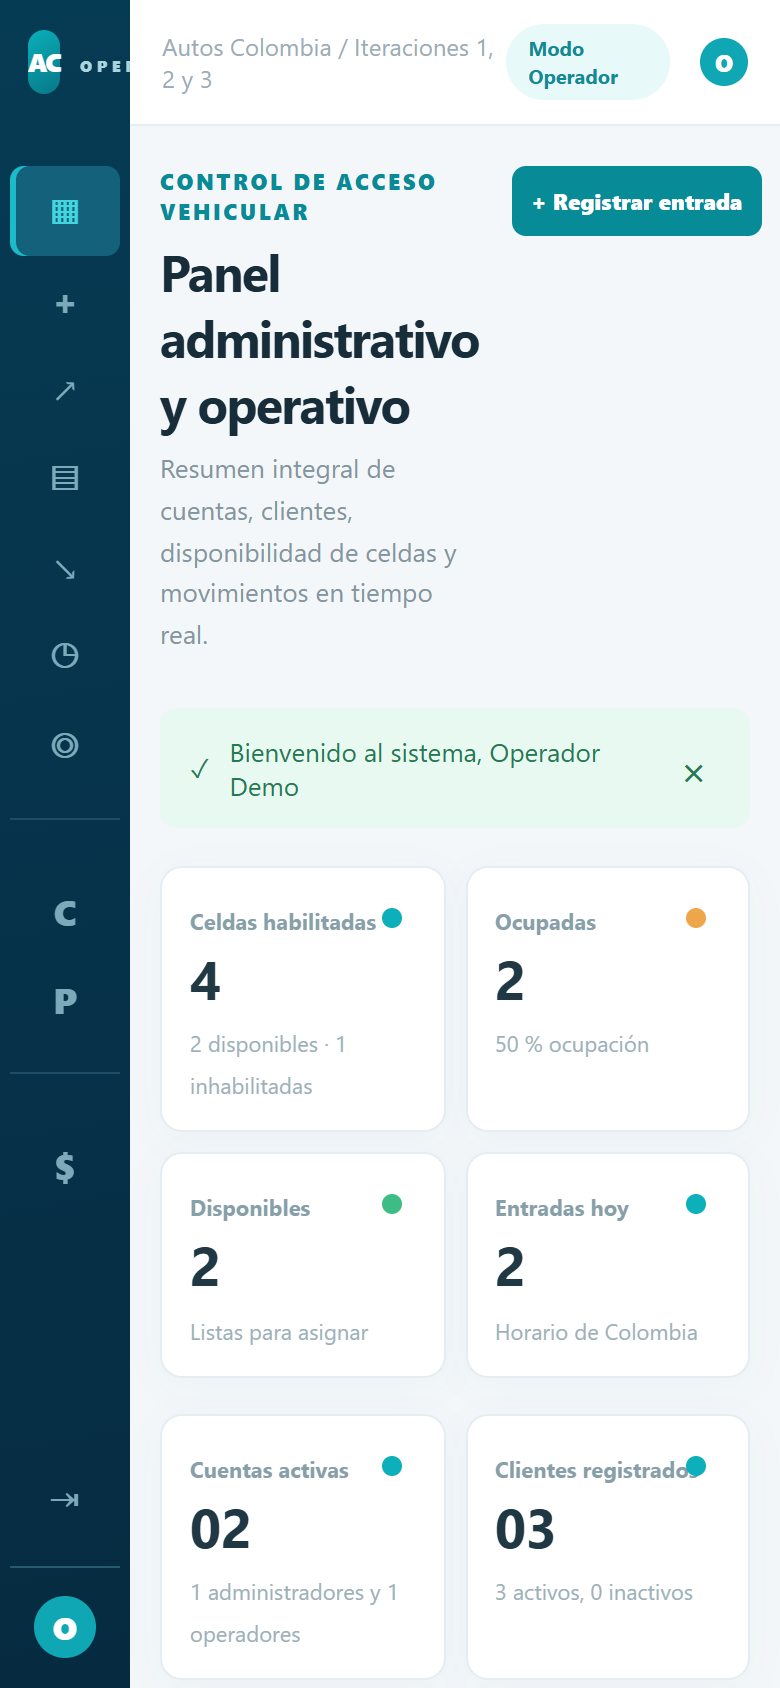 AC
Autos Colombia / Iteraciones 1,
2 y 3
Modo
Operador
O
CONTROL DE ACCESO
VEHICULAR
+ Registrar entrada
Panel
administrativo
y operativo
Resumen integral de
cuentas, clientes,
disponibilidad de celdas y
movimientos en tiempo
real.
✓ Bienvenido al sistema, Operador
Demo
×
Celdas habilitadas
4
2 disponibles · 1
inhabilitadas
Ocupadas
2
50 % ocupación
Disponibles
2
Listas para asignar
Entradas hoy
2
Horario de Colombia
Cuentas activas
02
1 administradores y 1
operadores
Clientes registrados
03
3 activos, 0 inactivos
C
P
$
O